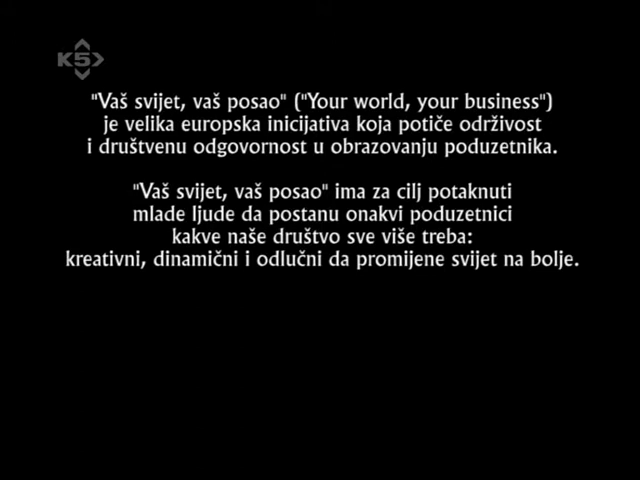 K5
"Vaš svijet, vaš posao" ("Your world, your business")
je velika europska inicijativa koja potiče održivost
i društvenu odgovornost u obrazovanju poduzetnika.
"Vaš svijet, vaš posao" ima za cilj potaknuti
mlade ljude da postanu onakvi poduzetnici
kakve naše društvo sve više treba:
kreativni, dinamični i odlučni da promijene svijet na bolje.